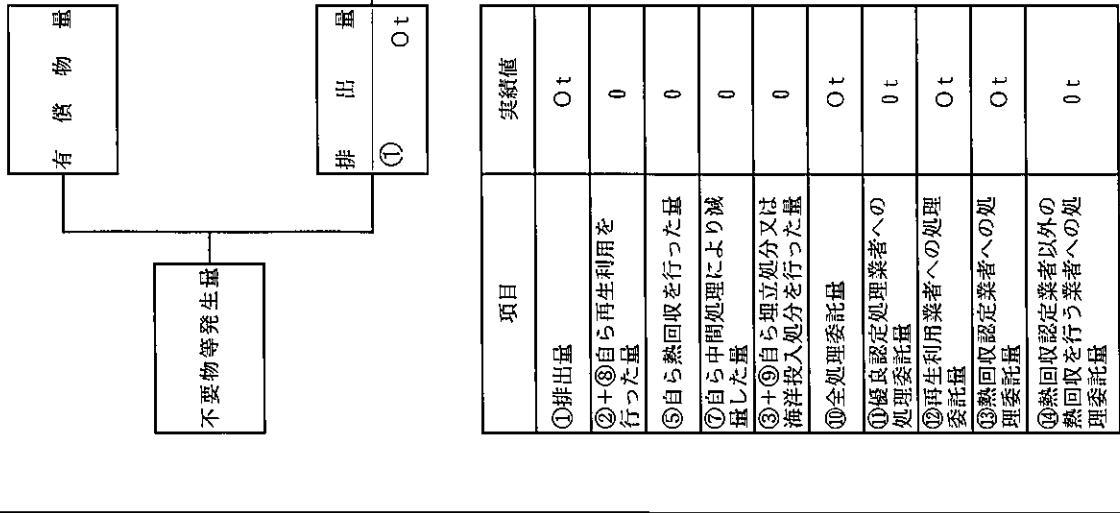 有償物量
不要物等発生量
排出量
① 0t
項目 実績値
①排出量 0t
②+⑧自ら再生利用を
行った量 0
⑤自ら熱回収を行った量 0
⑦自ら中間処理により減
量した量 0
③+⑨自ら埋立処分又は
海洋投入処分を行った量 0
⑩全処理委託量 0t
⑪優良認定処理業者への
処理委託量 0t
⑫再生利用業者への処理
委託量 0t
⑬熱回収認定業者への処
理委託量 0t
⑭熱回収認定業者以外の
熱回収を行う業者への処
理委託量 0t